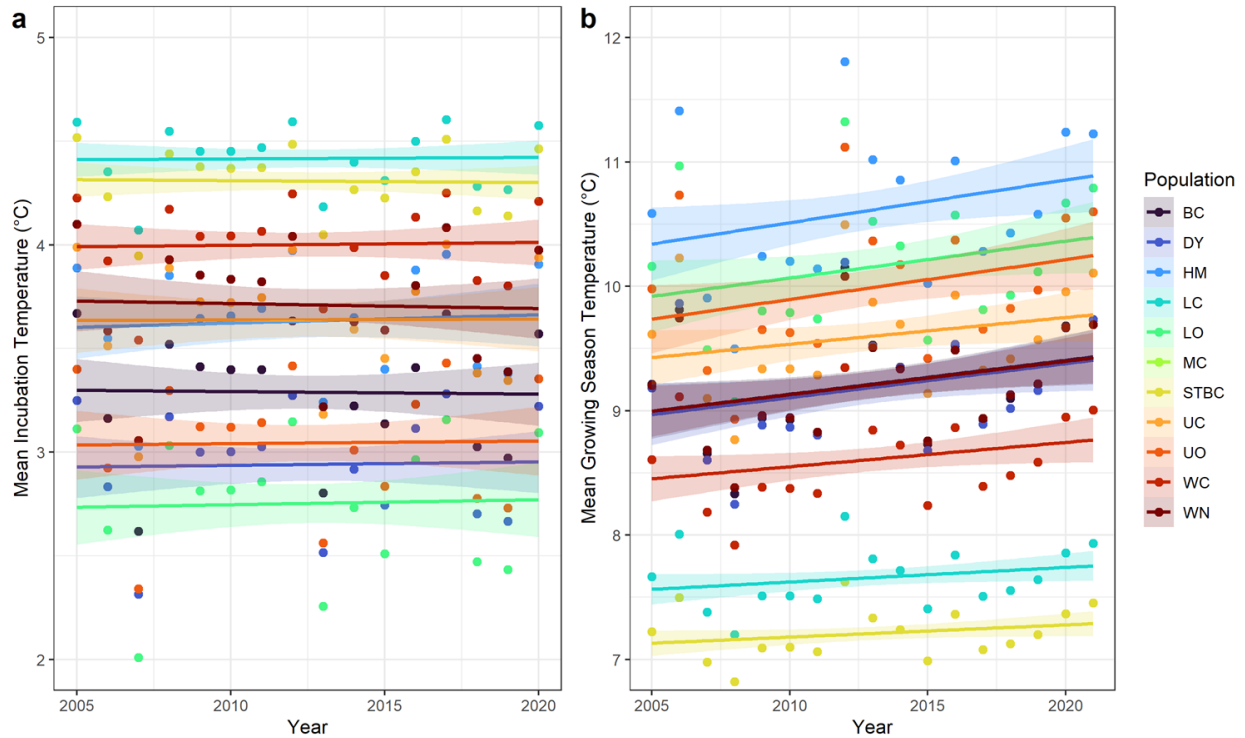 a
b
5
4
3
2
Mean Incubation Temperature (°C)
2005
2010
2015
2020
Year
12
11
10
9
8
7
Mean Growing Season Temperature (°C)
2005
2010
2015
2020
Year
Population
BC
DY
HM
LC
LO
MC
STBC
UC
UO
WC
WN